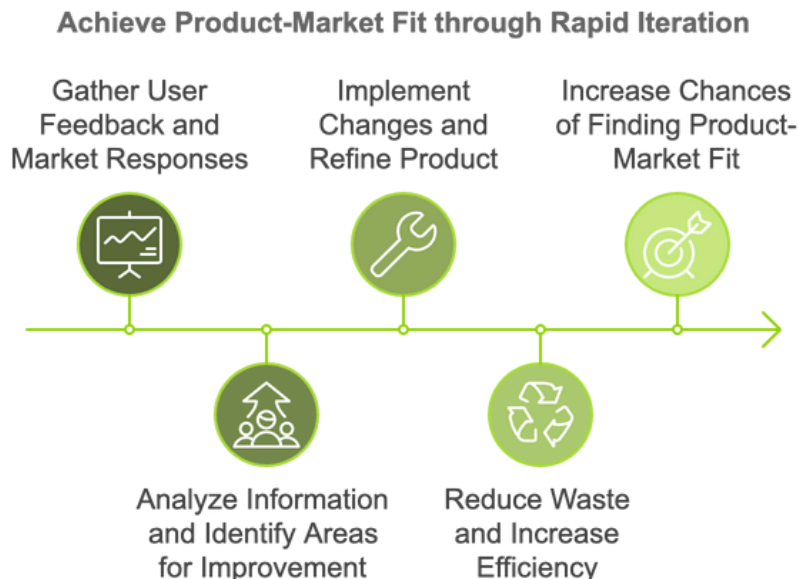 Achieve Product-Market Fit through Rapid Iteration
Gather User
Feedback and
Market Responses
Implement
Changes and
Refine Product
Increase Chances
of Finding Product-
Market Fit
Analyze Information
and Identify Areas
for Improvement
Reduce Waste
and Increase
Efficiency